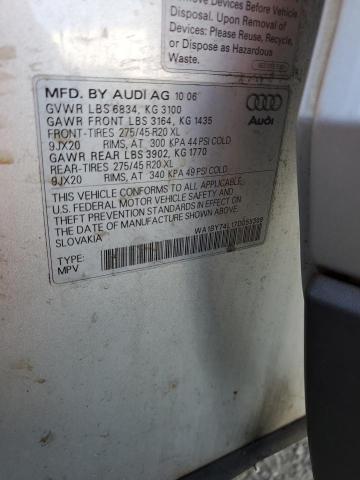 Remove Devices Before Vehicle
Disposal. Upon Removal of
Devices: Please Reuse, Recycle,
or Dispose as Hazardous
Waste.
MFD. BY AUDI AG 10 06
GVWR LBS 6834, KG 3100
GAWR FRONT LBS 3164, KG 1435
FRONT-TIRES 275/45 R20 XL
9JX20 RIMS, AT 300 KPA 44 PSI COLD
GAWR REAR LBS 3902, KG 1770
REAR-TIRES 275/45 R20 XL
9JX20 RIMS, AT 340 KPA 49 PSI COLD
THIS VEHICLE CONFORMS TO ALL APPLICABLE
U.S. FEDERAL MOTOR VEHICLE SAFETY AND
THEFT PREVENTION STANDARDS IN EFFECT ON
THE DATE OF MANUFACTURE SHOWN ABOVE.
SLOVAKIA
TYPE:
MPV
Audi